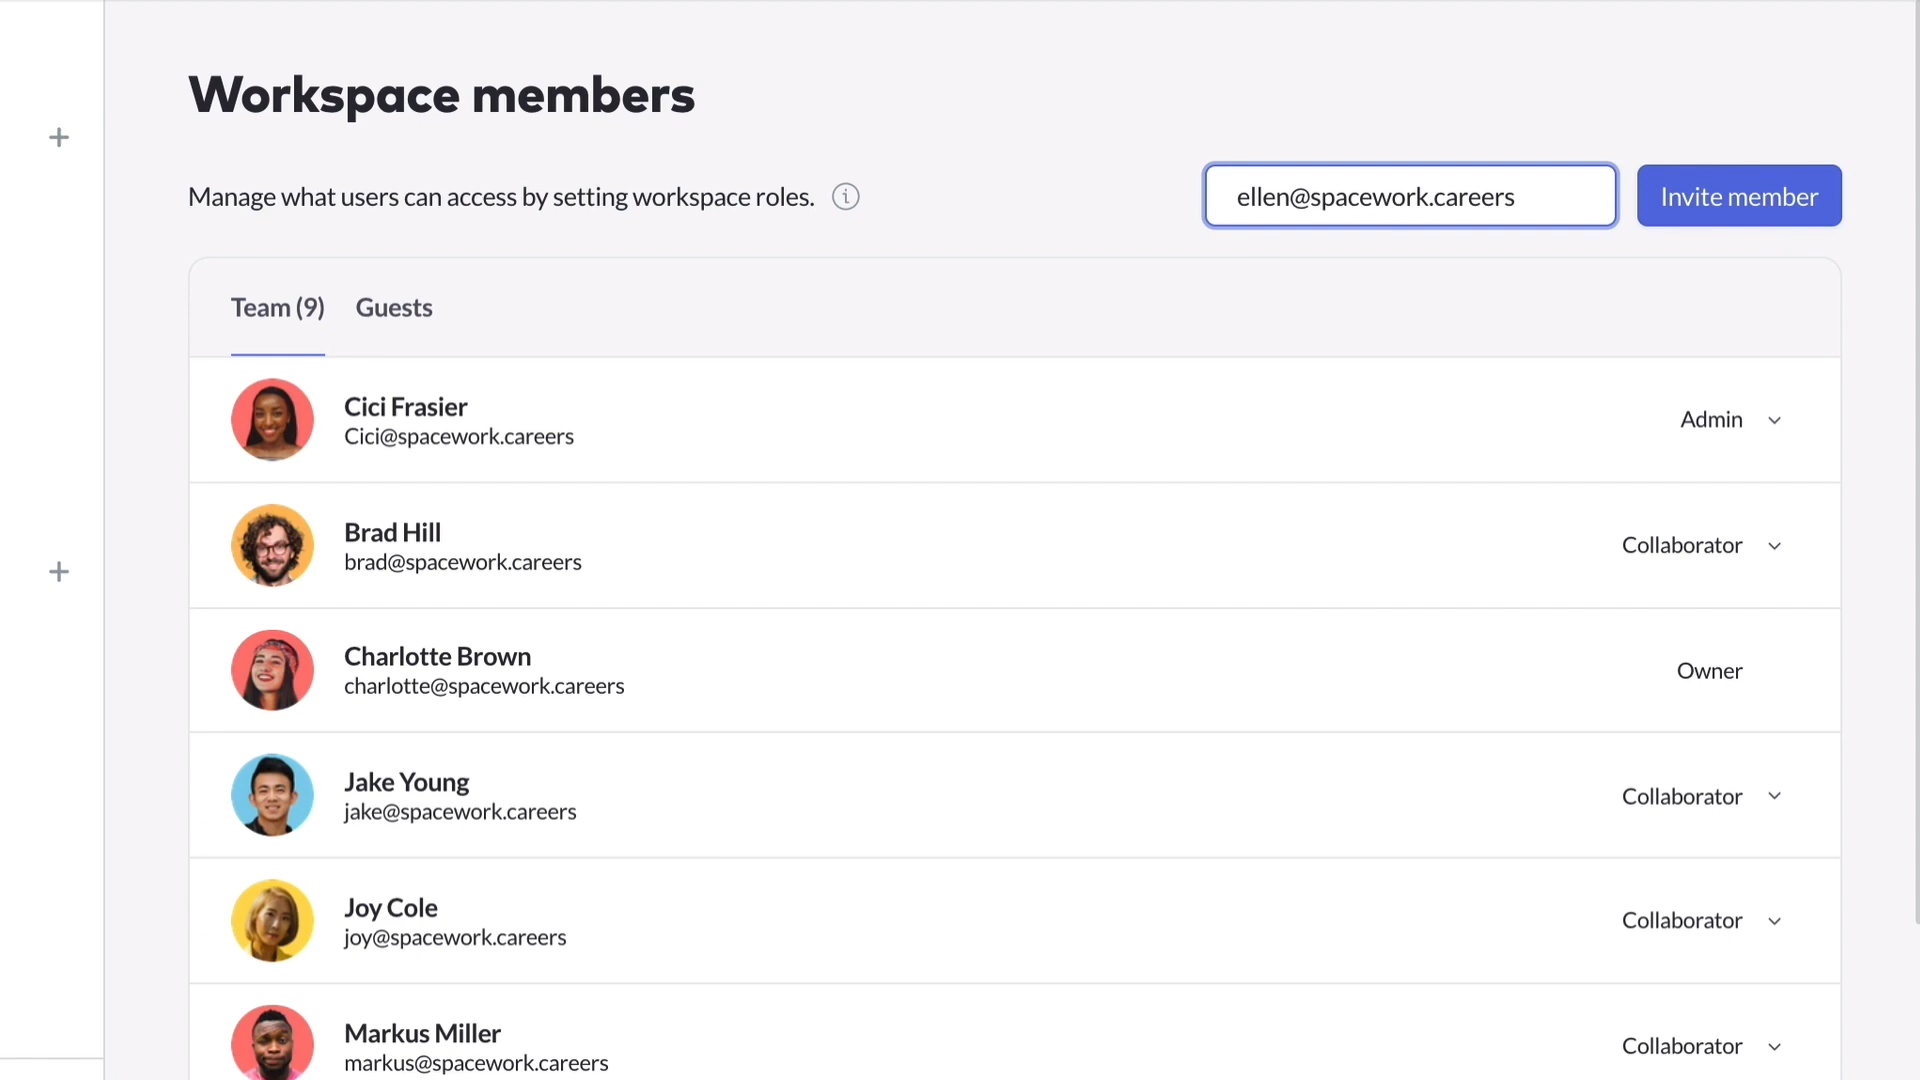 Workspace members
Manage what users can access by setting workspace roles.
ellen@spacework.careers
Invite member
Team (9) Guests
Cici Frasier
Cici@spacework.careers
Admin
Brad Hill
brad@spacework.careers
Collaborator
Charlotte Brown
charlotte@spacework.careers
Owner
Jake Young
jake@spacework.careers
Collaborator
Joy Cole
joy@spacework.careers
Collaborator
Markus Miller
markus@spacework.careers
Collaborator